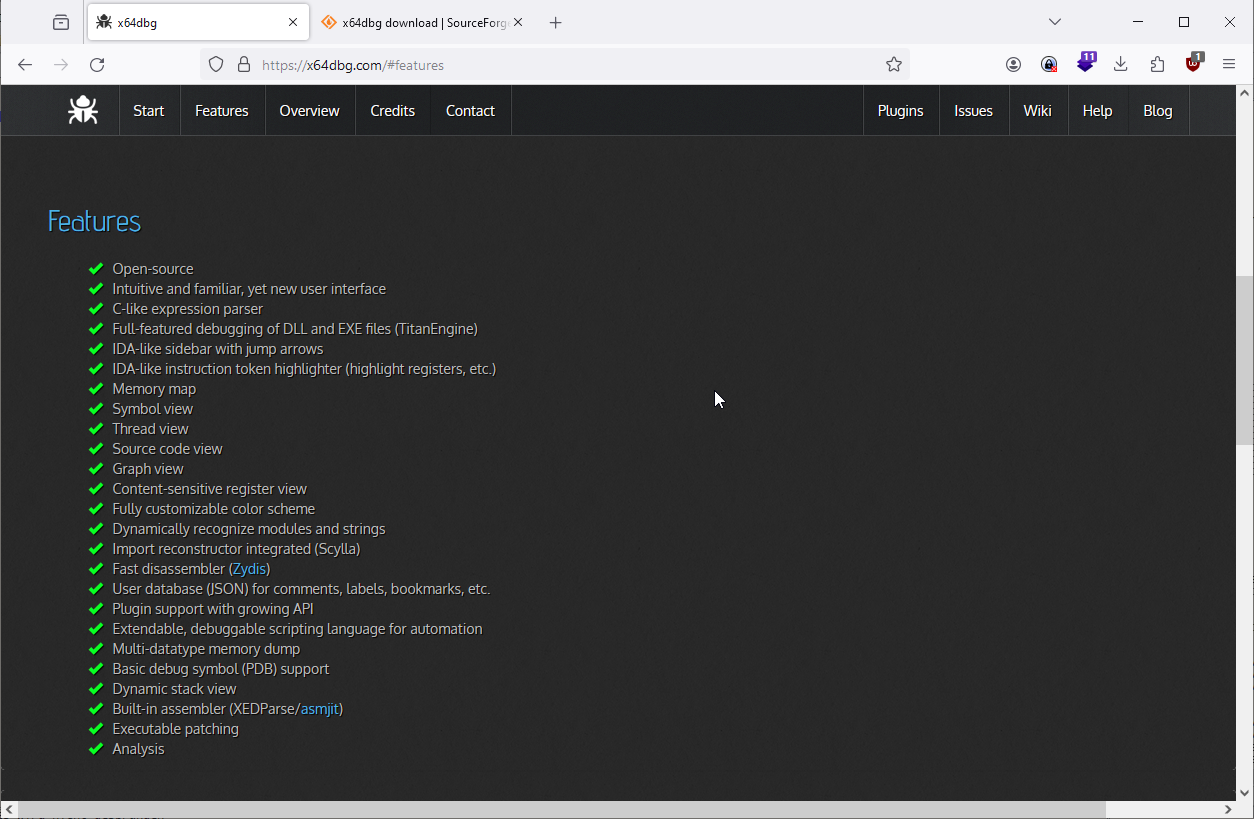 x64dbg
x64dbg download | SourceForg
https://x64dbg.com/#features
11
1
Start
Features
Overview
Credits
Contact
Plugins
Issues
Wiki
Help
Blog
Features
Open-source
Intuitive and familiar, yet new user interface
C-like expression parser
Full-featured debugging of DLL and EXE files (TitanEngine)
IDA-like sidebar with jump arrows
IDA-like instruction token highlighter (highlight registers, etc.)
Memory map
Symbol view
Thread view
Source code view
Graph view
Content-sensitive register view
Fully customizable color scheme
Dynamically recognize modules and strings
Import reconstructor integrated (Scylla)
Fast disassembler (Zydis)
User database (JSON) for comments, labels, bookmarks, etc.
Plugin support with growing API
Extendable, debuggable scripting language for automation
Multi-datatype memory dump
Basic debug symbol (PDB) support
Dynamic stack view
Built-in assembler (XEDParse/asmjit)
Executable patching
Analysis